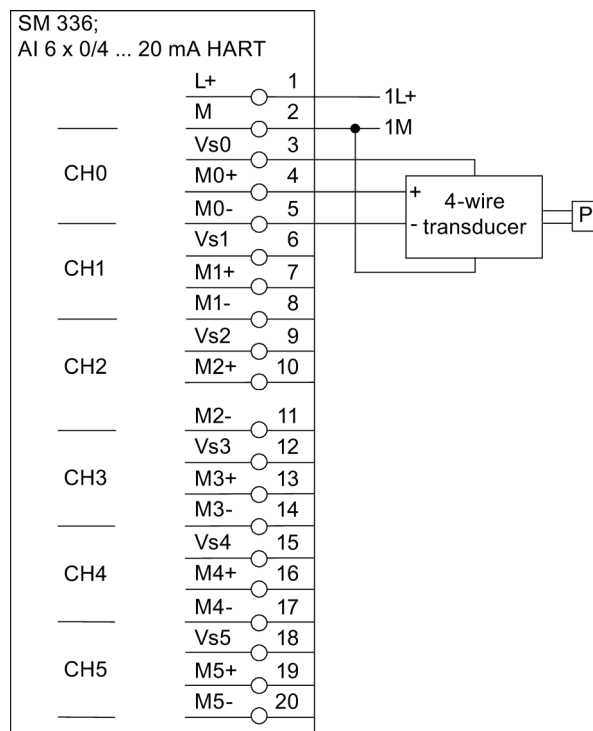 SM 336;
AI 6 x 0/4 ... 20 mA HART
L+ 1
1L+
M 2
1M
Vs0 3
CH0 M0+ 4
+ 4-wire
P
M0- 5
- transducer
Vs1 6
CH1 M1+ 7
M1- 8
Vs2 9
CH2 M2+ 10
M2- 11
Vs3 12
CH3 M3+ 13
M3- 14
Vs4 15
CH4 M4+ 16
M4- 17
Vs5 18
CH5 M5+ 19
M5- 20